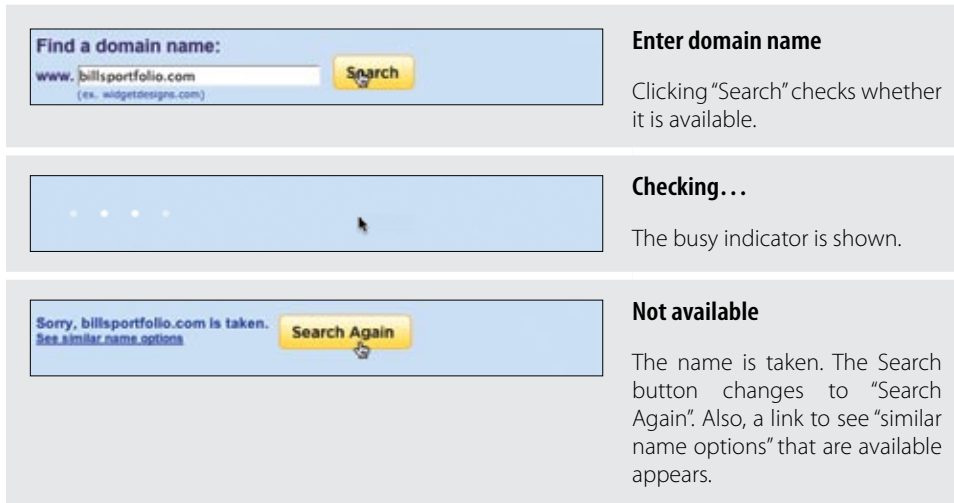 Find a domain name:
www. billsportfolio.com
Search
(ex. widgetdesigns.com)
Enter domain name
Clicking “Search” checks whether
it is available.
Checking…
The busy indicator is shown.
Sorry, billsportfolio.com is taken.
See similar name options
Search Again
Not available
The name is taken. The Search
button changes to “Search
Again”. Also, a link to see “similar
name options” that are available
appears.